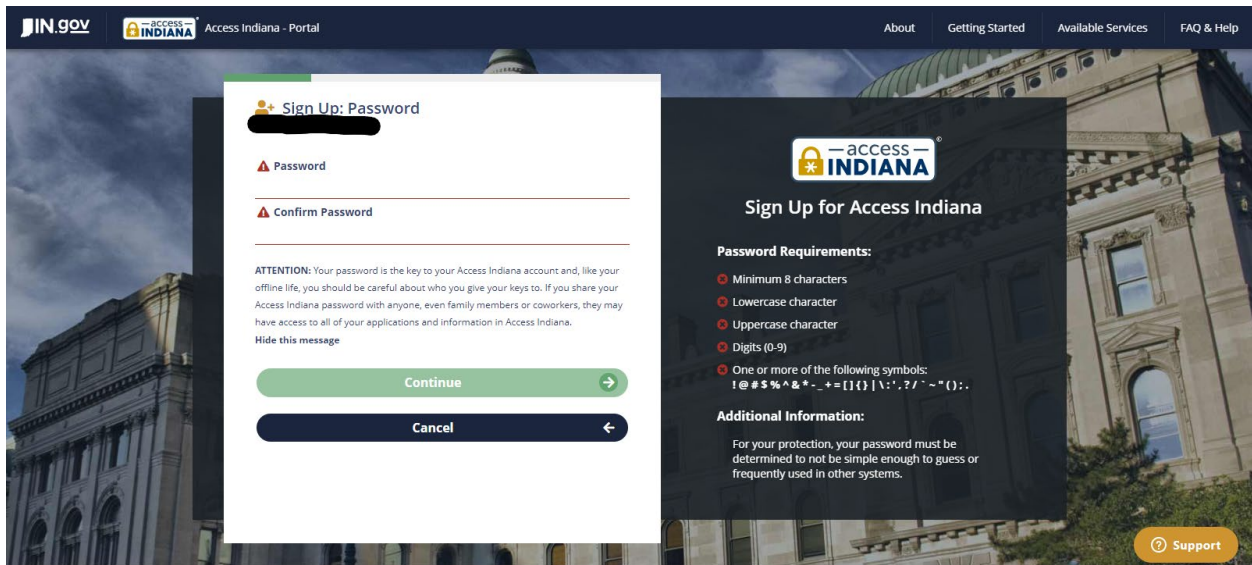 IN.gov
access INDIANA
Access Indiana - Portal
About
Getting Started
Available Services
FAQ & Help
Sign Up: Password
Password
Confirm Password
ATTENTION: Your password is the key to your Access Indiana account and, like your
offline life, you should be careful about who you give your keys to. If you share your
Access Indiana password with anyone, even family members or coworkers, they may
have access to all of your applications and information in Access Indiana.
Hide this message
Continue
Cancel
access
INDIANA
Sign Up for Access Indiana
Password Requirements:
Minimum 8 characters
Lowercase character
Uppercase character
Digits (0-9)
One or more of the following symbols:
!@#$%^&*-_+=[]{}|\:',?/`~"();.
Additional Information:
For your protection, your password must be
determined to not be simple enough to guess or
frequently used in other systems.
Support